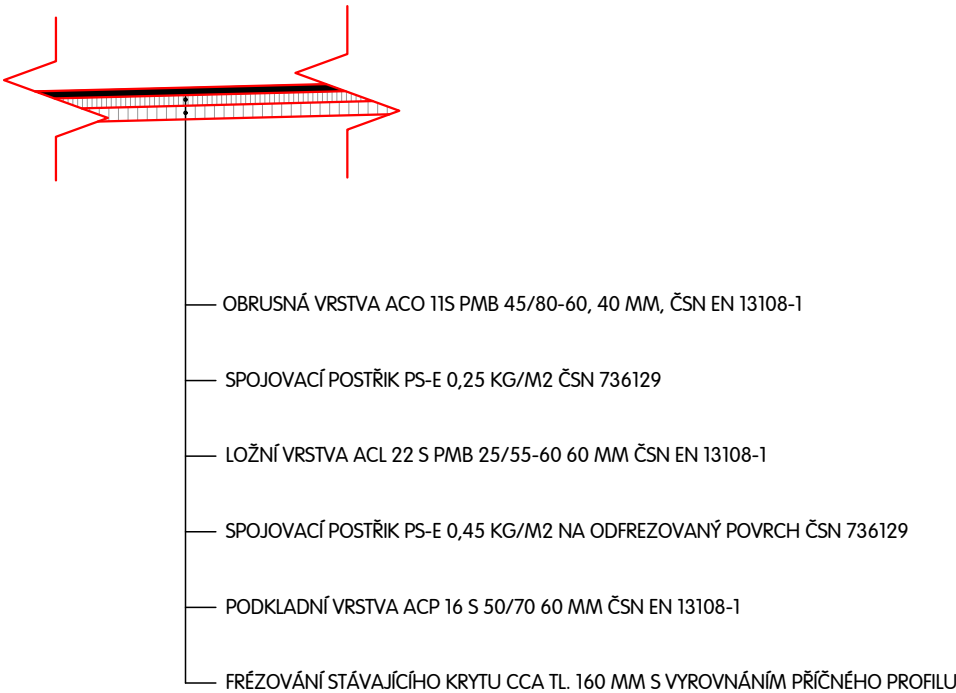 OBRUSNÁ VRSTVA ACO 11S PMB 45/80-60, 40 MM, ČSN EN 13108-1
SPOJOVACÍ POSTŘIK PS-E 0,25 KG/M2 ČSN 736129
LOŽNÍ VRSTVA ACL 22 S PMB 25/55-60 60 MM ČSN EN 13108-1
SPOJOVACÍ POSTŘIK PS-E 0,45 KG/M2 NA ODFREZOVANÝ POVRCH ČSN 736129
PODKLADNÍ VRSTVA ACP 16 S 50/70 60 MM ČSN EN 13108-1
FRÉZOVÁNÍ STÁVAJÍCÍHO KRYTU CCA TL. 160 MM S VYROVNÁNÍM PŘÍČNÉHO PROFILU